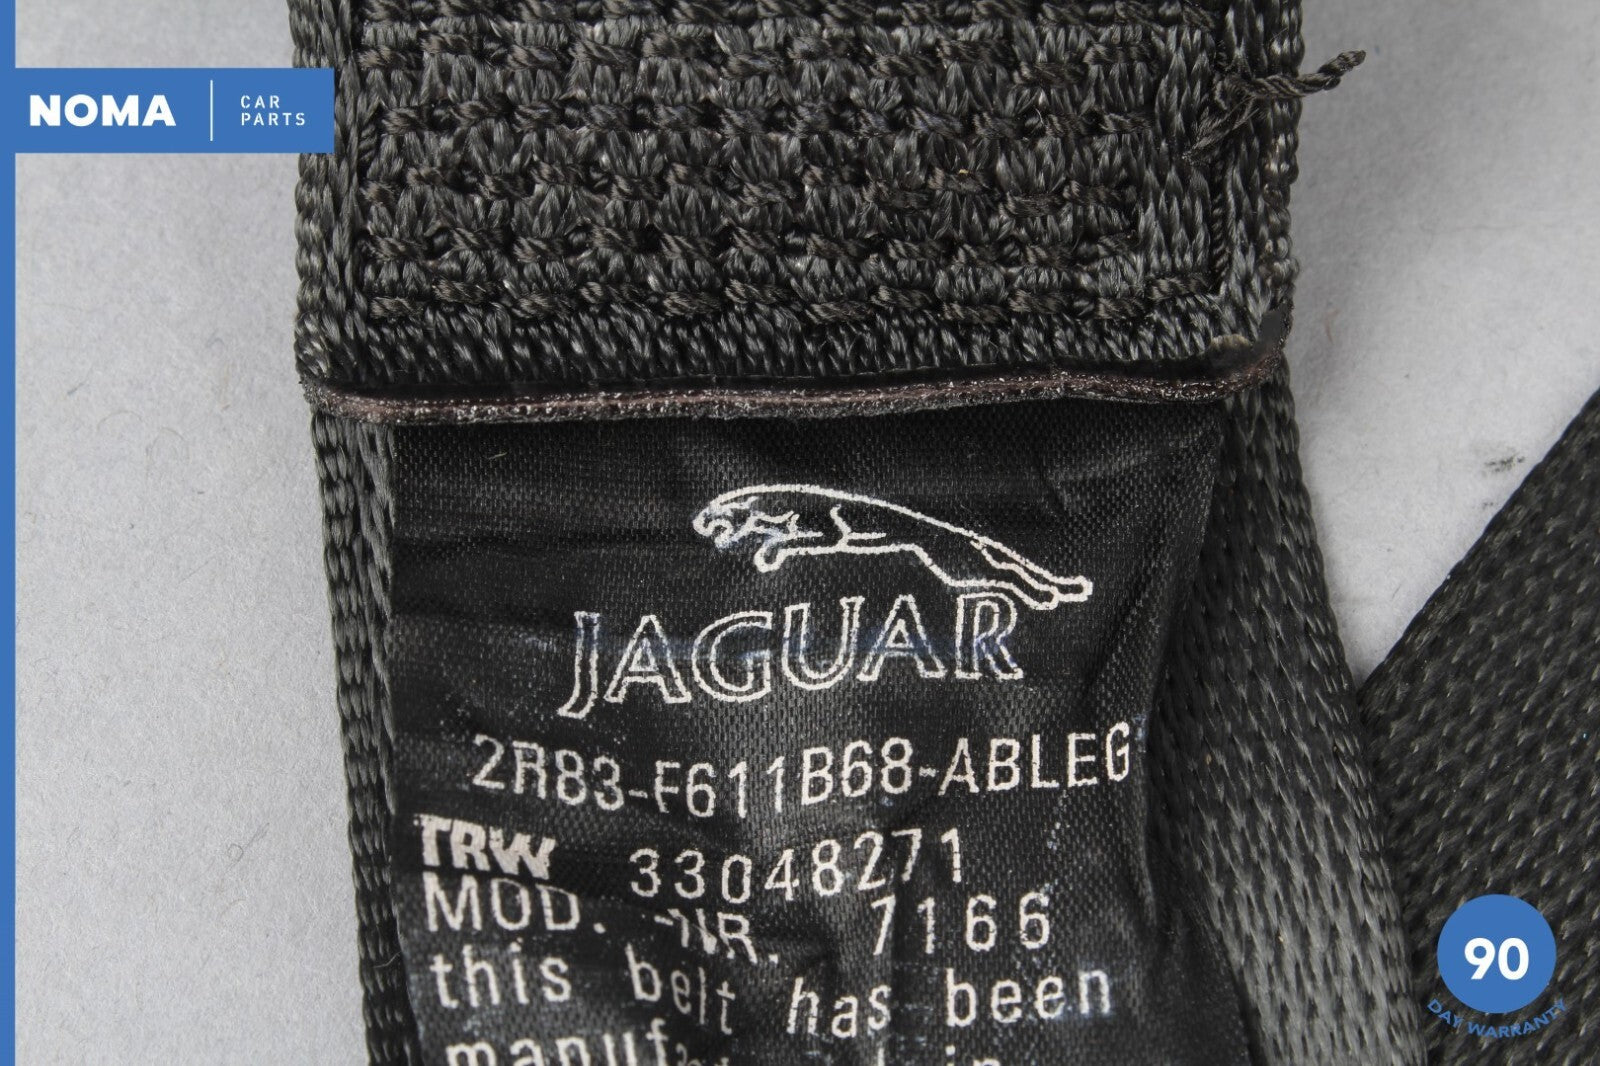 NOMA
CAR
PARTS
JAGUAR
2R83-F611B68-ABLEG
TRW 33048271
MOD.-NR. 7166
this belt has been
in
90
DAY WARRANTY